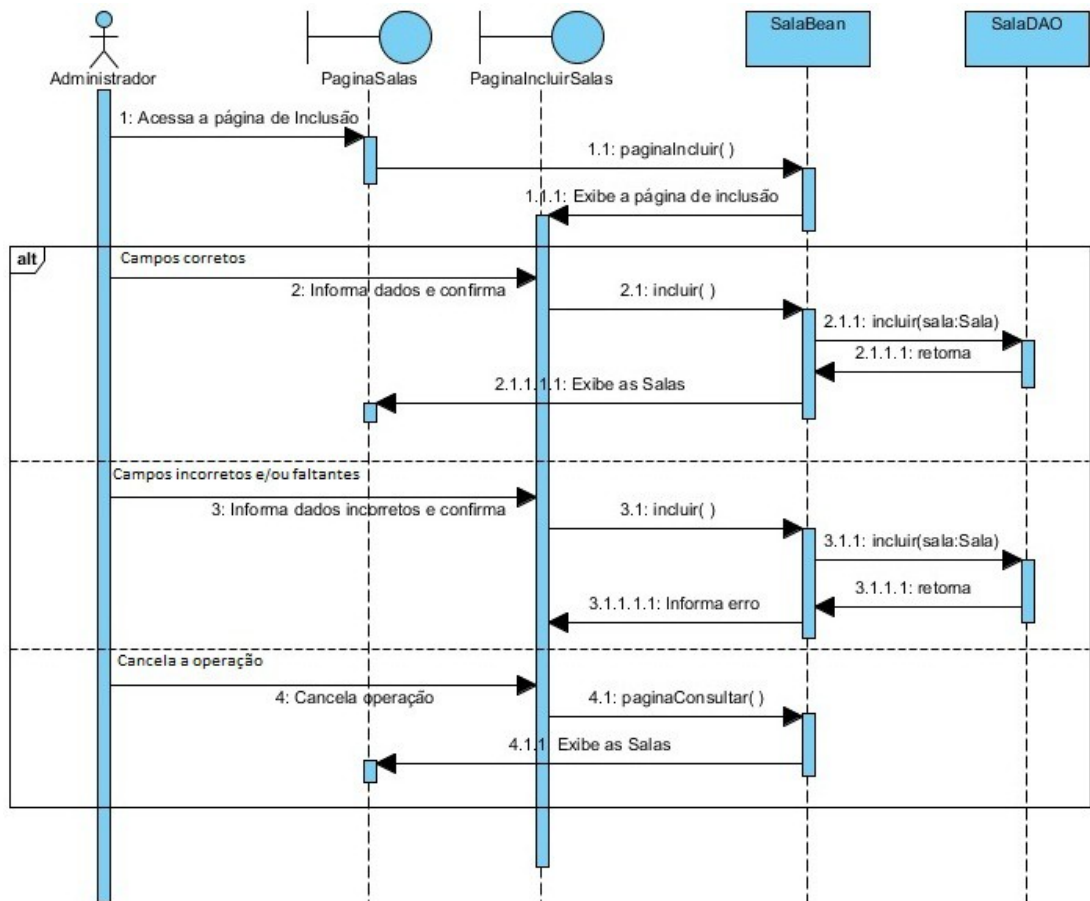 SalaBean
SalaDAO
Administrador
PaginaSalas
PaginaIncluirSalas
1: Acessa a página de Inclusão
1.1: paginaIncluir( )
1.1.1: Exibe a página de inclusão
alt
Campos corretos
2: Informa dados e confirma
2.1: incluir( )
2.1.1: incluir(sala:Sala)
2.1.1.1: retorna
2.1.1.1.1: Exibe as Salas
Campos incorretos e/ou faltantes
3: Informa dados incorretos e confirma
3.1: incluir( )
3.1.1: incluir(sala:Sala)
3.1.1.1: retorna
3.1.1.1.1: Informa erro
Cancela a operação
4: Cancela operação
4.1: paginaConsultar( )
4.1.1: Exibe as Salas